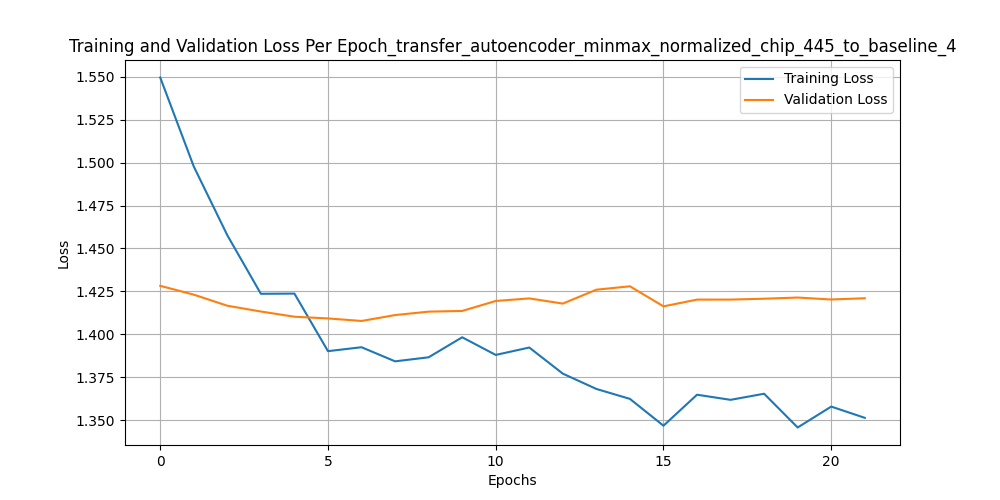 Training and Validation Loss Per Epoch_transfer_autoencoder_minmax_normalized_chip_445_to_baseline_4
Training Loss
Validation Loss
1.550
1.525
1.500
1.475
1.450
1.425
1.400
1.375
1.350
Loss
0 5 10 15 20
Epochs